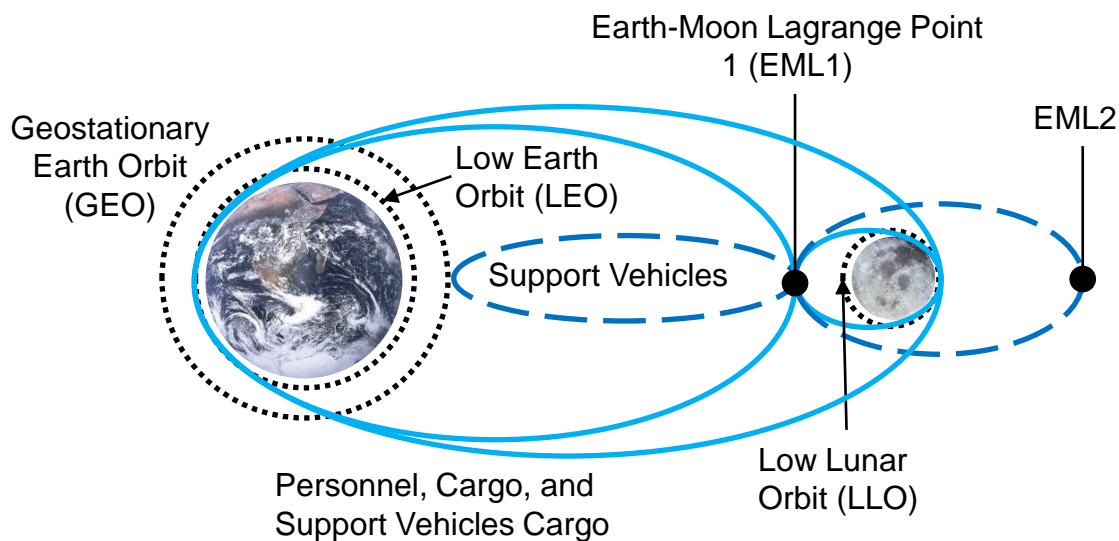 Earth-Moon Lagrange Point
1 (EML1)
EML2
Geostationary
Earth Orbit
(GEO)
Low Earth
Orbit (LEO)
Support Vehicles
Low Lunar
Orbit (LLO)
Personnel, Cargo, and
Support Vehicles Cargo